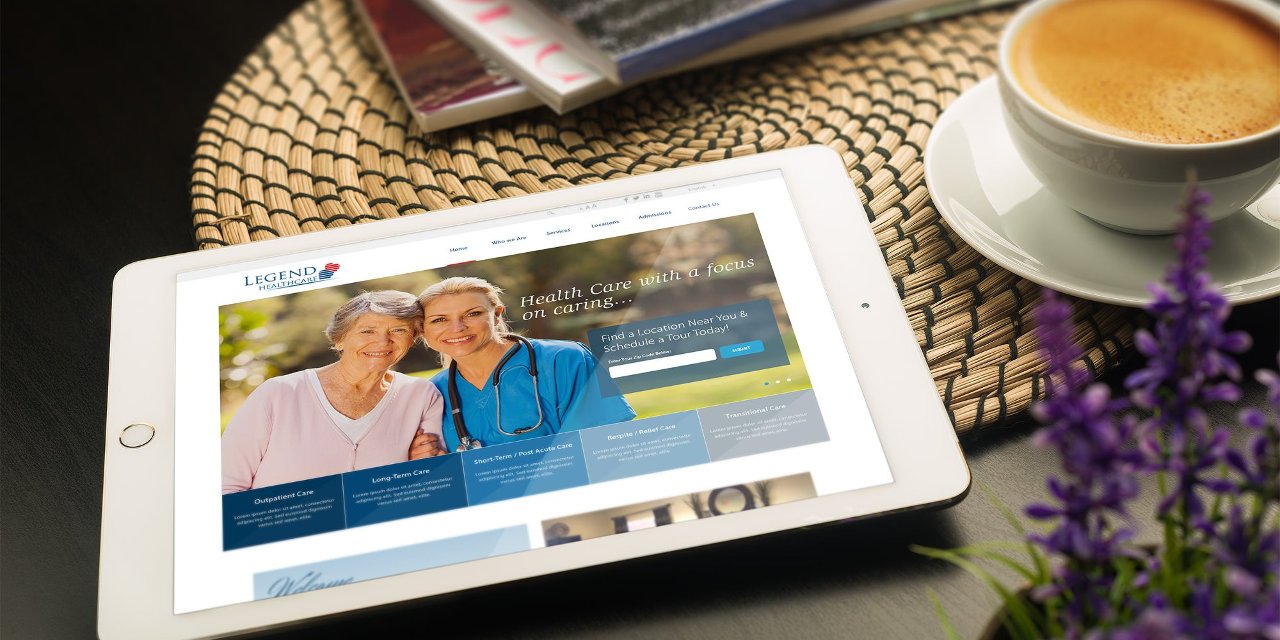 English
A A A
Home
Who we Are
Services
Locations
Admissions
Contact Us
LEGEND
HEALTHCARE
Health Care with a focus
on caring...
Find a Location Near You &
Schedule a Tour Today!
Enter Your Zip Code Below:
SUBMIT
Outpatient Care
Lorem ipsum dolor sit amet, consectetur
adipiscing elit. Sed euismod dignissim
varius sed amet, elite.
Long-Term Care
Lorem ipsum dolor sit amet, consectetur
adipiscing elit. Sed euismod dignissim
varius sed amet, elite.
Short-Term / Post Acute Care
Lorem ipsum dolor sit amet, consectetur
adipiscing elit. Sed euismod dignissim
varius sed amet, elite.
Respite / Relief Care
Lorem ipsum dolor sit amet, consectetur
adipiscing elit. Sed euismod dignissim
varius sed amet, elite.
Transitional Care
Lorem ipsum dolor sit amet, consectetur
adipiscing elit. Sed euismod dignissim
varius sed amet, elite.
Welcome